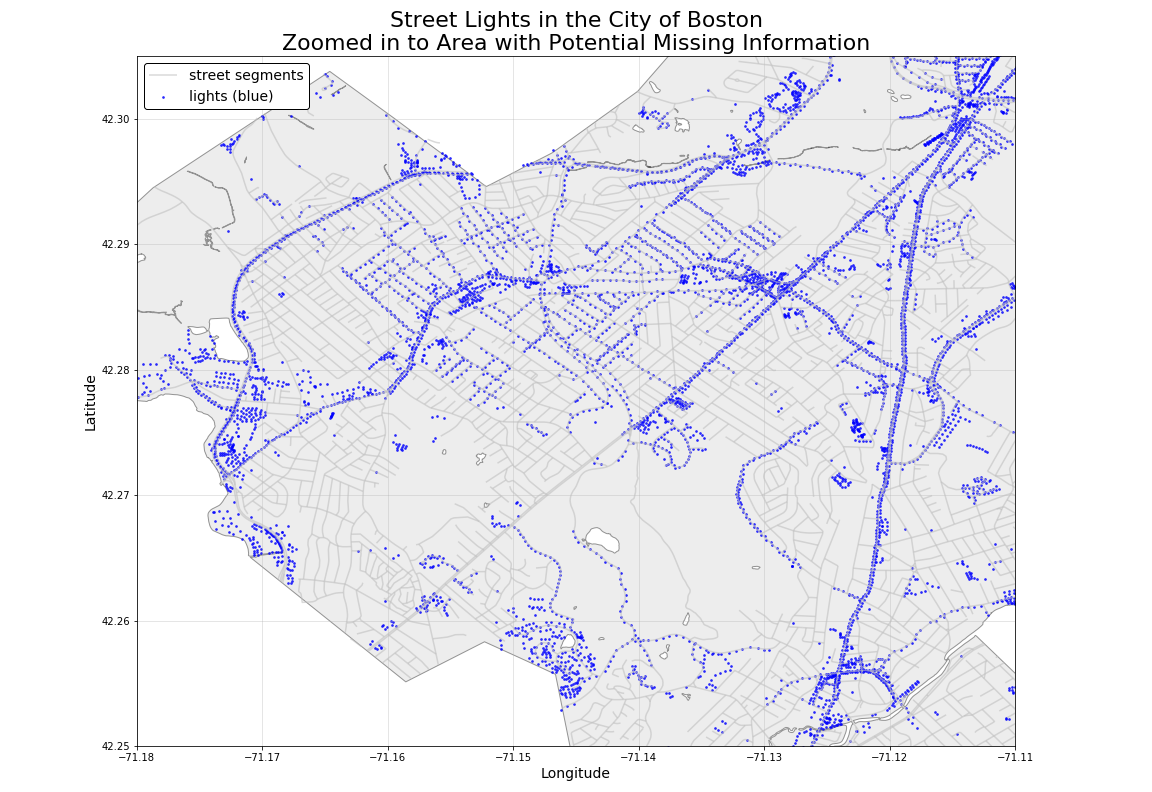 Street Lights in the City of Boston
Zoomed in to Area with Potential Missing Information
street segments
lights (blue)
42.30
42.29
42.28
42.27
42.26
42.25
Latitude
−71.18
−71.17
−71.16
−71.15
−71.14
−71.13
−71.12
−71.11
Longitude